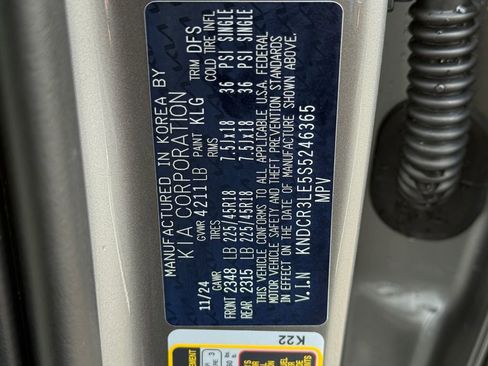 MANUFACTURED IN KOREA BY
KIA CORPORATION
GVWR 4211LB PAINT KLG TRIM DFS
11/24 GAWR TIRES RIMS COLD TIRE INFL
FRONT 2348 LB 225/45R18 7.5Jx18 36 PSI SINGLE
REAR 2315 LB 225/45R18 7.5Jx18 36 PSI SINGLE
THIS VEHICLE CONFORMS TO ALL APPLICABLE U.S.A. FEDERAL
MOTOR VEHICLE SAFETY AND THEFT PREVENTION STANDARDS
IN EFFECT ON THE DATE OF MANUFACTURE SHOWN ABOVE.
V.I.N KNDCR3LE5S5246365
MPV
K22